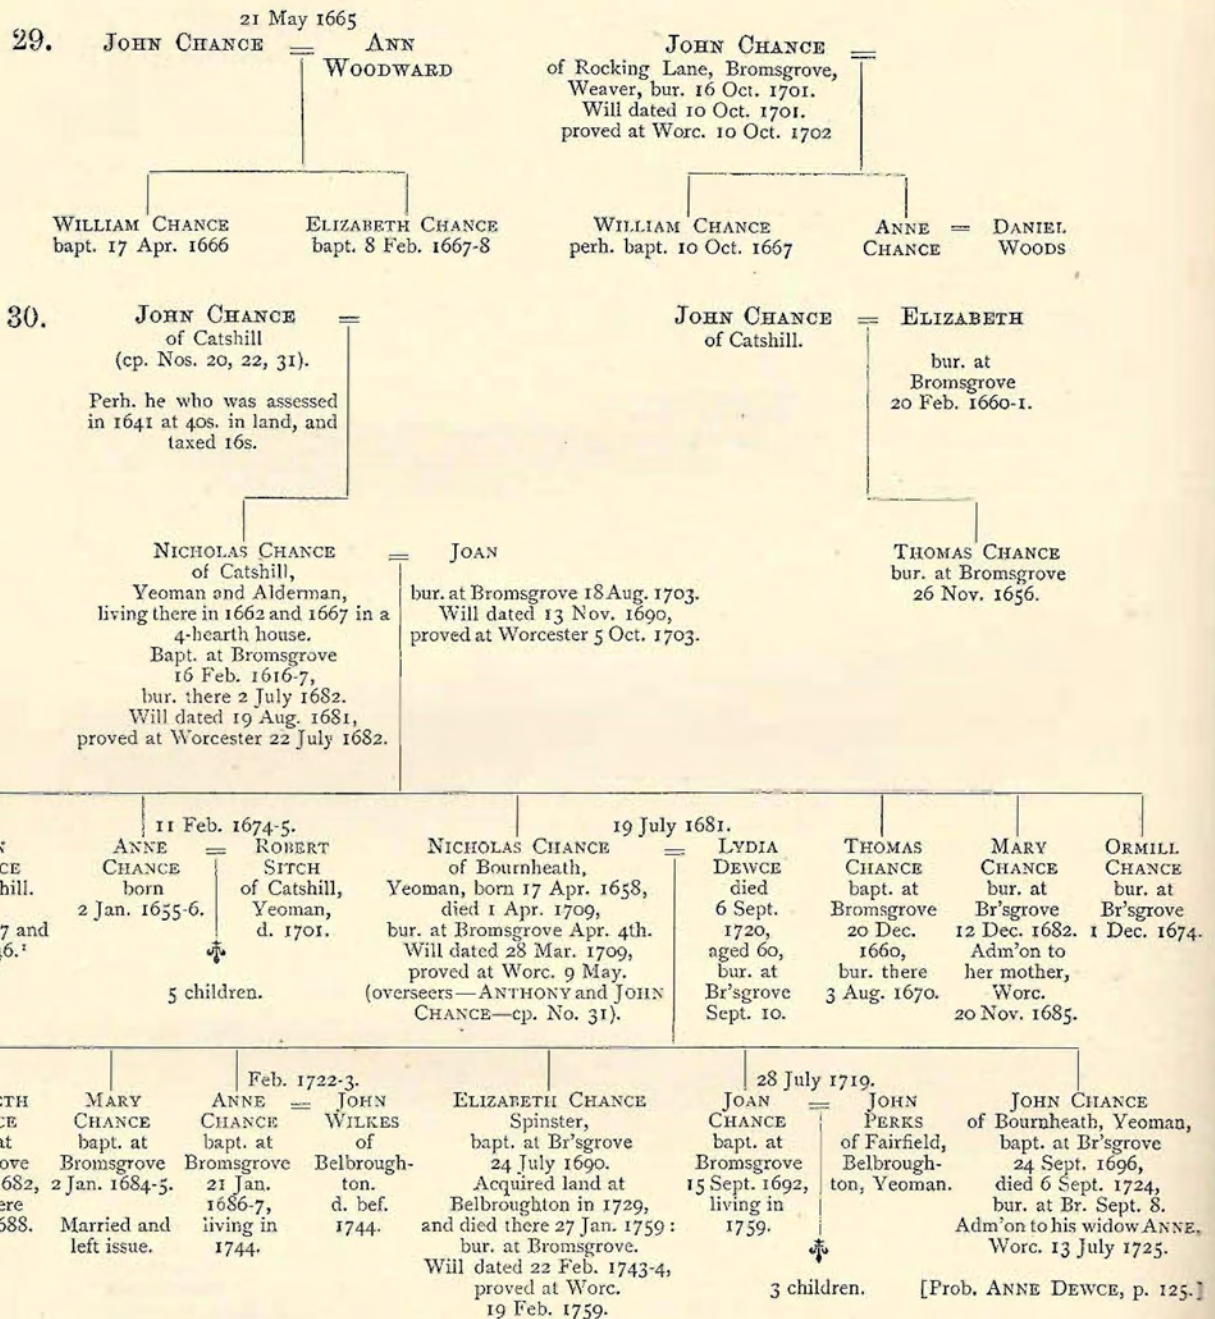 29.
21 May 1665
JOHN CHANCE = ANN
WOODWARD
WILLIAM CHANCE
bapt. 17 Apr. 1666
ELIZABETH CHANCE
bapt. 8 Feb. 1667-8
JOHN CHANCE =
of Rocking Lane, Bromsgrove,
Weaver, bur. 16 Oct. 1701.
Will dated 10 Oct. 1701.
proved at Worc. 10 Oct. 1702
WILLIAM CHANCE
perh. bapt. 10 Oct. 1667
ANNE = DANIEL
CHANCE WOODS
30.
JOHN CHANCE =
of Catshill
(cp. Nos. 20, 22, 31).
Perh. he who was assessed
in 1641 at 40s. in land, and
taxed 16s.
JOHN CHANCE = ELIZABETH
of Catshill.
bur. at
Bromsgrove
20 Feb. 1660-1.
NICHOLAS CHANCE =
of Catshill,
Yeoman and Alderman,
living there in 1662 and 1667 in a
4-hearth house.
Bapt. at Bromsgrove
16 Feb. 1616-7,
bur. there 2 July 1682.
Will dated 19 Aug. 1681,
proved at Worcester 22 July 1682.
JOAN
bur. at Bromsgrove 18 Aug. 1703.
Will dated 13 Nov. 1690,
proved at Worcester 5 Oct. 1703.
THOMAS CHANCE
bur. at Bromsgrove
26 Nov. 1656.
CE
hill.
7 and
6.¹
11 Feb. 1674-5.
ANNE =
CHANCE
born
2 Jan. 1655-6.
ROBERT
SITCH
of Catshill,
Yeoman,
d. 1701.
5 children.
19 July 1681.
NICHOLAS CHANCE =
of Bournheath,
Yeoman, born 17 Apr. 1658,
died 1 Apr. 1709,
bur. at Bromsgrove Apr. 4th.
Will dated 28 Mar. 1709,
proved at Worc. 9 May.
(overseers—ANTHONY and JOHN
CHANCE—cp. No. 31).
LYDIA
DEWCE
died
6 Sept.
1720,
aged 60,
bur. at
Br'sgrove
Sept. 10.
THOMAS
CHANCE
bapt. at
Bromsgrove
20 Dec.
1660,
bur. there
3 Aug. 1670.
MARY
CHANCE
bur. at
Br'sgrove
12 Dec. 1682.
Adm'on to
her mother,
Worc.
20 Nov. 1685.
ORMILL
CHANCE
bur. at
Br'sgrove
1 Dec. 1674.
ETH
CE
at
ove
682,
ere
688.
MARY
CHANCE
bapt. at
Bromsgrove
2 Jan. 1684-5.
Married and
left issue.
Feb. 1722-3.
ANNE =
CHANCE
bapt. at
Bromsgrove
21 Jan.
1686-7,
living in
1744.
JOHN
WILKES
of
Belbrough-
ton.
d. bef.
1744.
ELIZABETH CHANCE
Spinster,
bapt. at Br'sgrove
24 July 1690.
Acquired land at
Belbroughton in 1729,
and died there 27 Jan. 1759 :
bur. at Bromsgrove.
Will dated 22 Feb. 1743-4,
proved at Worc.
19 Feb. 1759.
28 July 1719.
JOAN =
CHANCE
bapt. at
Bromsgrove
15 Sept. 1692,
living in
1759.
JOHN
PERKS
of Fairfield,
Belbrough-
ton, Yeoman.
3 children.
JOHN CHANCE
of Bournheath, Yeoman,
bapt. at Br'sgrove
24 Sept. 1696,
died 6 Sept. 1724,
bur. at Br. Sept. 8.
Adm'on to his widow ANNE,
Worc. 13 July 1725.
[Prob. ANNE DEWCE, p. 125.]